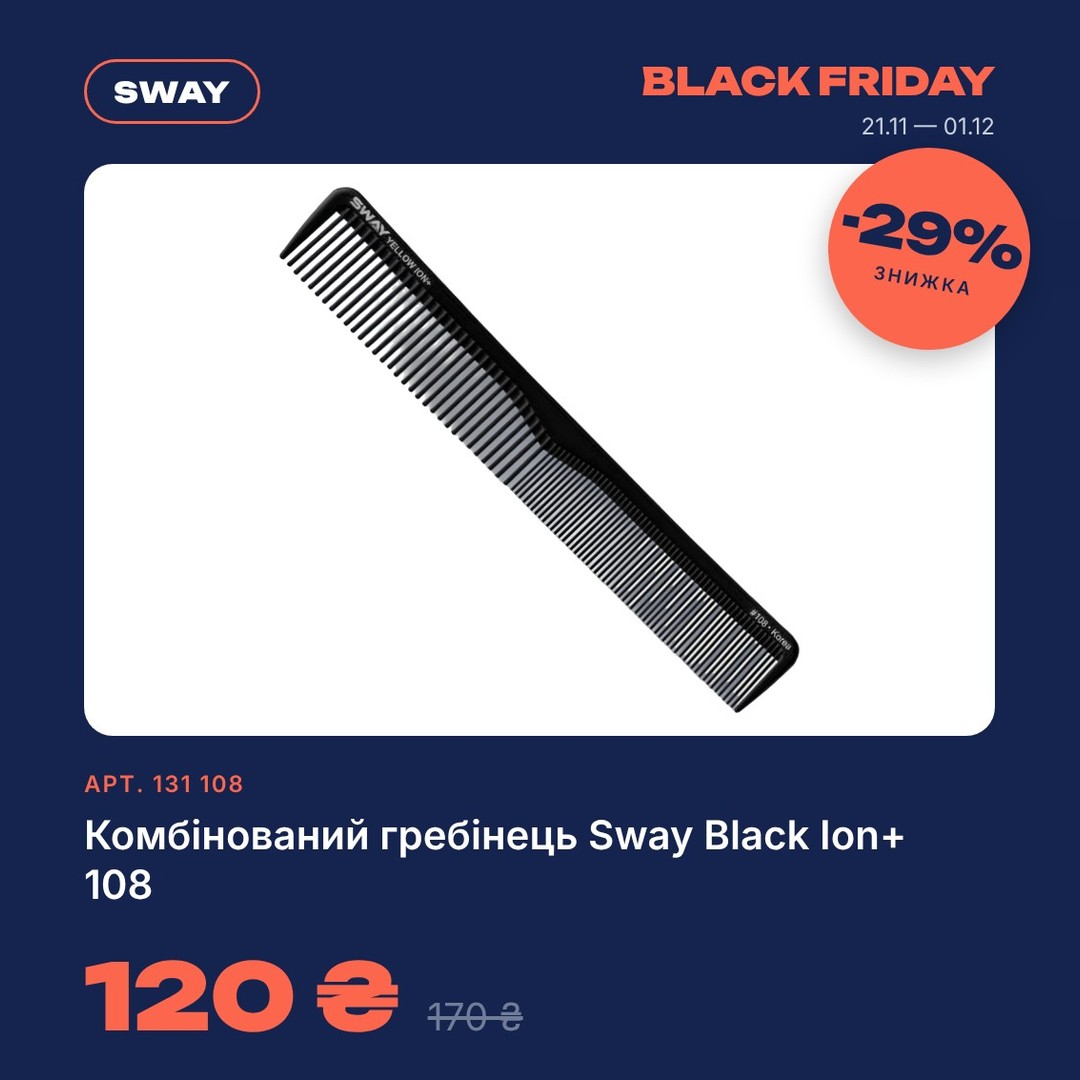 SWAY
BLACK FRIDAY
21.11 — 01.12
-29%
ЗНИЖКА
SWAY YELLOW ION+
#108 • Korea
АРТ. 131 108
Комбінований гребінець Sway Black Ion+
108
120 ₴
170 ₴